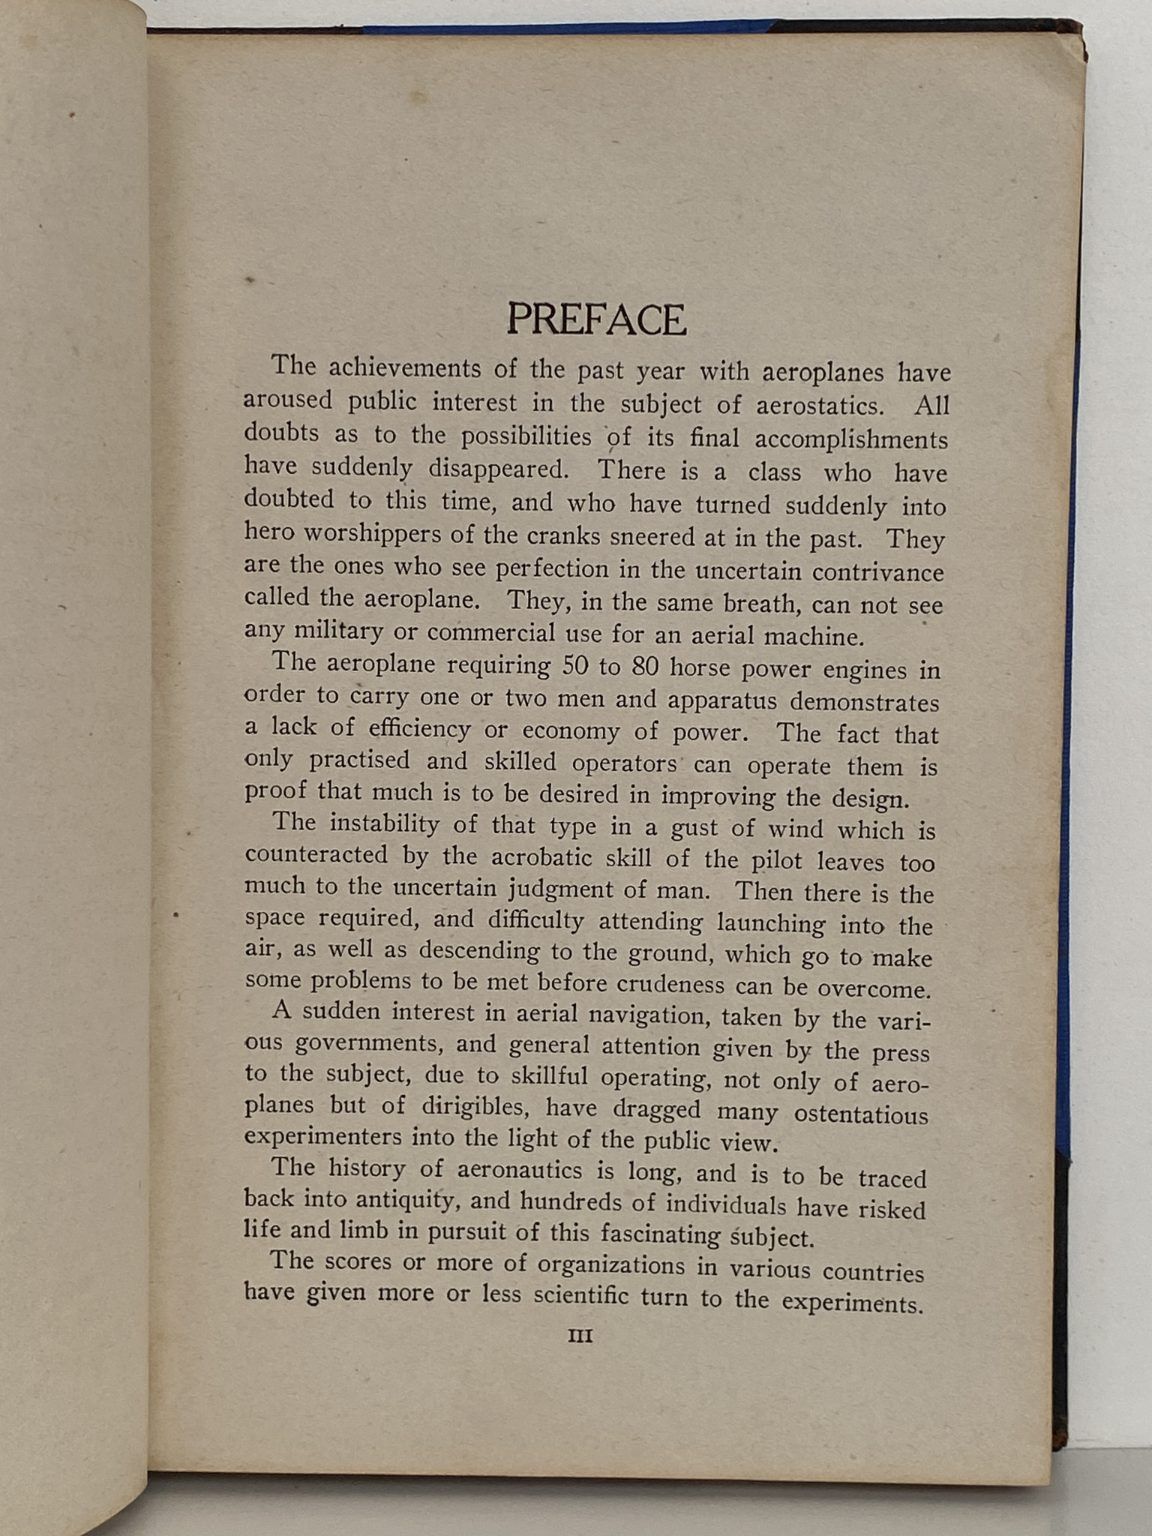 PREFACE
The achievements of the past year with aeroplanes have
aroused public interest in the subject of aerostatics. All
doubts as to the possibilities of its final accomplishments
have suddenly disappeared. There is a class who have
doubted to this time, and who have turned suddenly into
hero worshippers of the cranks sneered at in the past. They
are the ones who see perfection in the uncertain contrivance
called the aeroplane. They, in the same breath, can not see
any military or commercial use for an aerial machine.
The aeroplane requiring 50 to 80 horse power engines in
order to carry one or two men and apparatus demonstrates
a lack of efficiency or economy of power. The fact that
only practised and skilled operators can operate them is
proof that much is to be desired in improving the design.
The instability of that type in a gust of wind which is
counteracted by the acrobatic skill of the pilot leaves too
much to the uncertain judgment of man. Then there is the
space required, and difficulty attending launching into the
air, as well as descending to the ground, which go to make
some problems to be met before crudeness can be overcome.
A sudden interest in aerial navigation, taken by the vari-
ous governments, and general attention given by the press
to the subject, due to skillful operating, not only of aero-
planes but of dirigibles, have dragged many ostentatious
experimenters into the light of the public view.
The history of aeronautics is long, and is to be traced
back into antiquity, and hundreds of individuals have risked
life and limb in pursuit of this fascinating subject.
The scores or more of organizations in various countries
have given more or less scientific turn to the experiments.
III